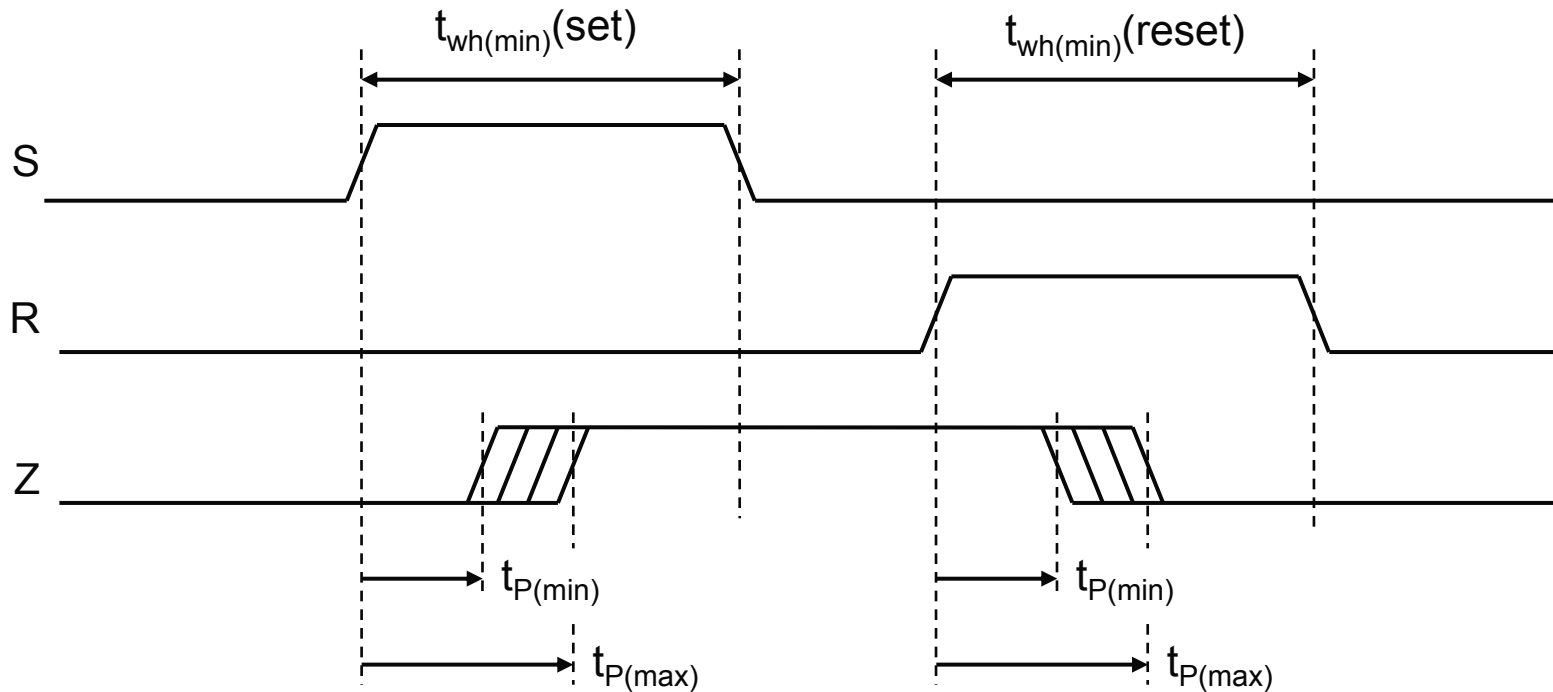 t_wh(min)(set) t_wh(min)(reset)
S
R
Z
t_P(min) t_P(min)
t_P(max) t_P(max)